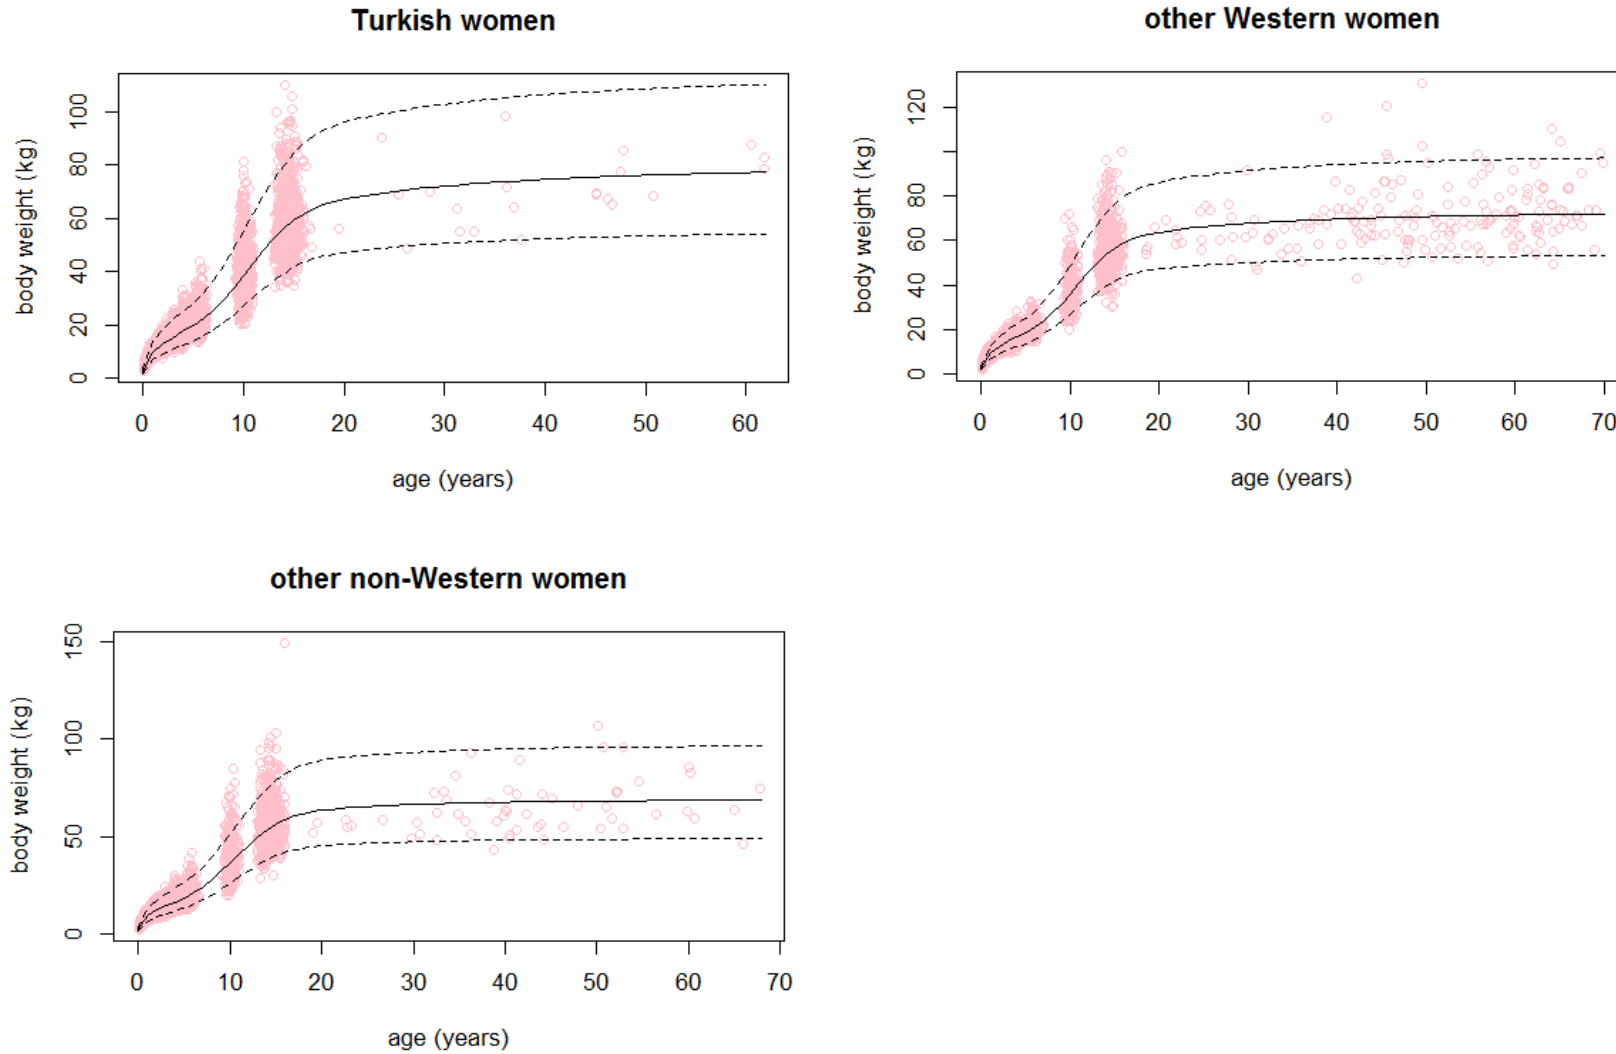 Turkish women
body weight (kg)
100
80
60
40
20
0
0 10 20 30 40 50 60
age (years)
other Western women
body weight (kg)
120
80
60
40
20
0
0 10 20 30 40 50 60 70
age (years)
other non-Western women
body weight (kg)
150
100
50
0
0 10 20 30 40 50 60 70
age (years)